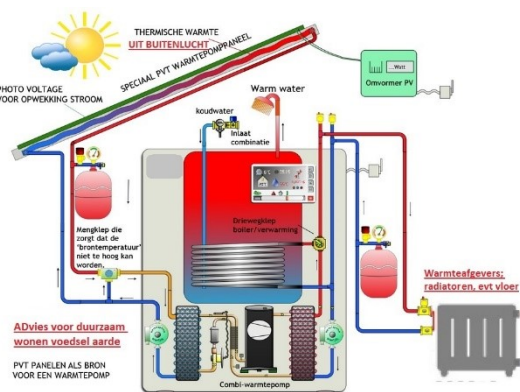 THERMISCHE WARMTE
UIT BUITENLUCHT
SPECIAAL PVT WARMTEPOMPPANEEL
PHOTO VOLTAGE
VOOR OPWEKKING STROOM
...Watt
Omvormer PV
Warm water
koudwater
Inlaat
combinatie
Driewegklep
boiler/verwarming
Mengklep die
zorgt dat de
'brontemperatuur'
niet te hoog kan
worden.
Warmteafgevers;
radiatoren, evt vloer
ADvies voor duurzaam
wonen voedsel aarde
PVT PANELEN ALS BRON
VOOR EEN WARMTEPOMP
Combi-warmtepomp